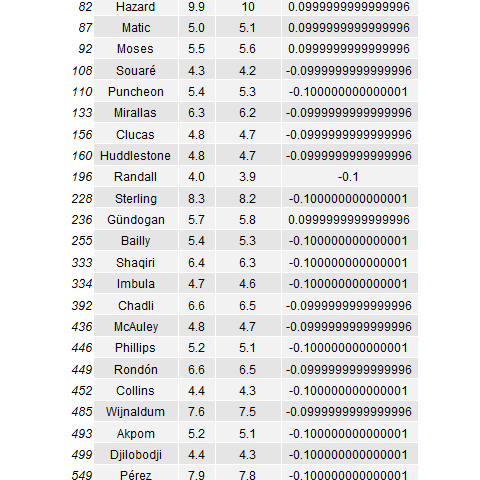 82 Hazard 9.9 10 0.0999999999999996
87 Matic 5.0 5.1 0.0999999999999996
92 Moses 5.5 5.6 0.0999999999999996
108 Souaré 4.3 4.2 -0.0999999999999996
110 Puncheon 5.4 5.3 -0.100000000000001
133 Mirallas 6.3 6.2 -0.0999999999999996
156 Clucas 4.8 4.7 -0.0999999999999996
160 Huddlestone 4.8 4.7 -0.0999999999999996
196 Randall 4.0 3.9 -0.1
228 Sterling 8.3 8.2 -0.100000000000001
236 Gündogan 5.7 5.8 0.0999999999999996
255 Bailly 5.4 5.3 -0.100000000000001
333 Shaqiri 6.4 6.3 -0.100000000000001
334 Imbula 4.7 4.6 -0.100000000000001
392 Chadli 6.6 6.5 -0.0999999999999996
436 McAuley 4.8 4.7 -0.0999999999999996
446 Phillips 5.2 5.1 -0.100000000000001
449 Rondón 6.6 6.5 -0.0999999999999996
452 Collins 4.4 4.3 -0.100000000000001
485 Wijnaldum 7.6 7.5 -0.0999999999999996
493 Akpom 5.2 5.1 -0.100000000000001
499 Djilobodji 4.4 4.3 -0.100000000000001
549 Pérez 7.9 7.8 -0.100000000000001